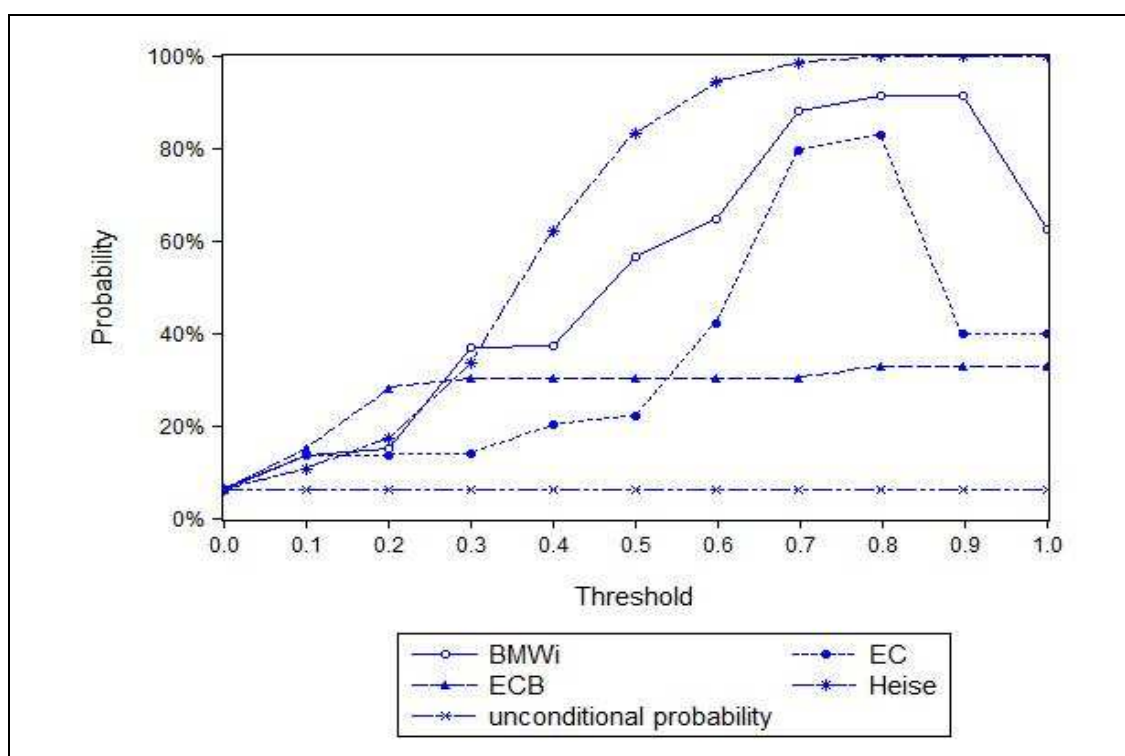 100%
80%
60%
40%
20%
0%
Probability
0.0 0.1 0.2 0.3 0.4 0.5 0.6 0.7 0.8 0.9 1.0
Threshold
BMWi EC
ECB Heise
unconditional probability